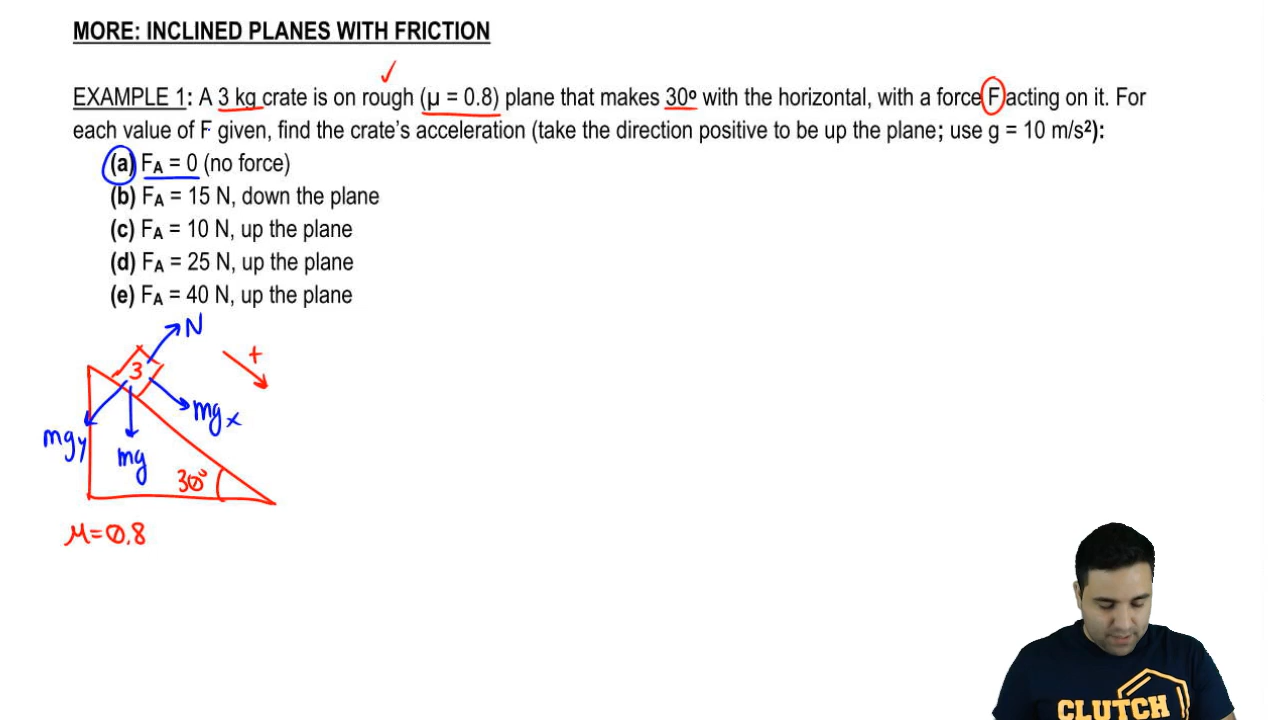 MORE: INCLINED PLANES WITH FRICTION
EXAMPLE 1: A 3 kg crate is on rough (μ = 0.8) plane that makes 30º with the horizontal, with a force F acting on it. For
each value of F given, find the crate's acceleration (take the direction positive to be up the plane; use g = 10 m/s²):
(a) FA = 0 (no force)
(b) FA = 15 N, down the plane
(c) FA = 10 N, up the plane
(d) FA = 25 N, up the plane
(e) FA = 40 N, up the plane
N
+
3
mgx
mgy
mg
30°
μ=0.8
CLUTCH